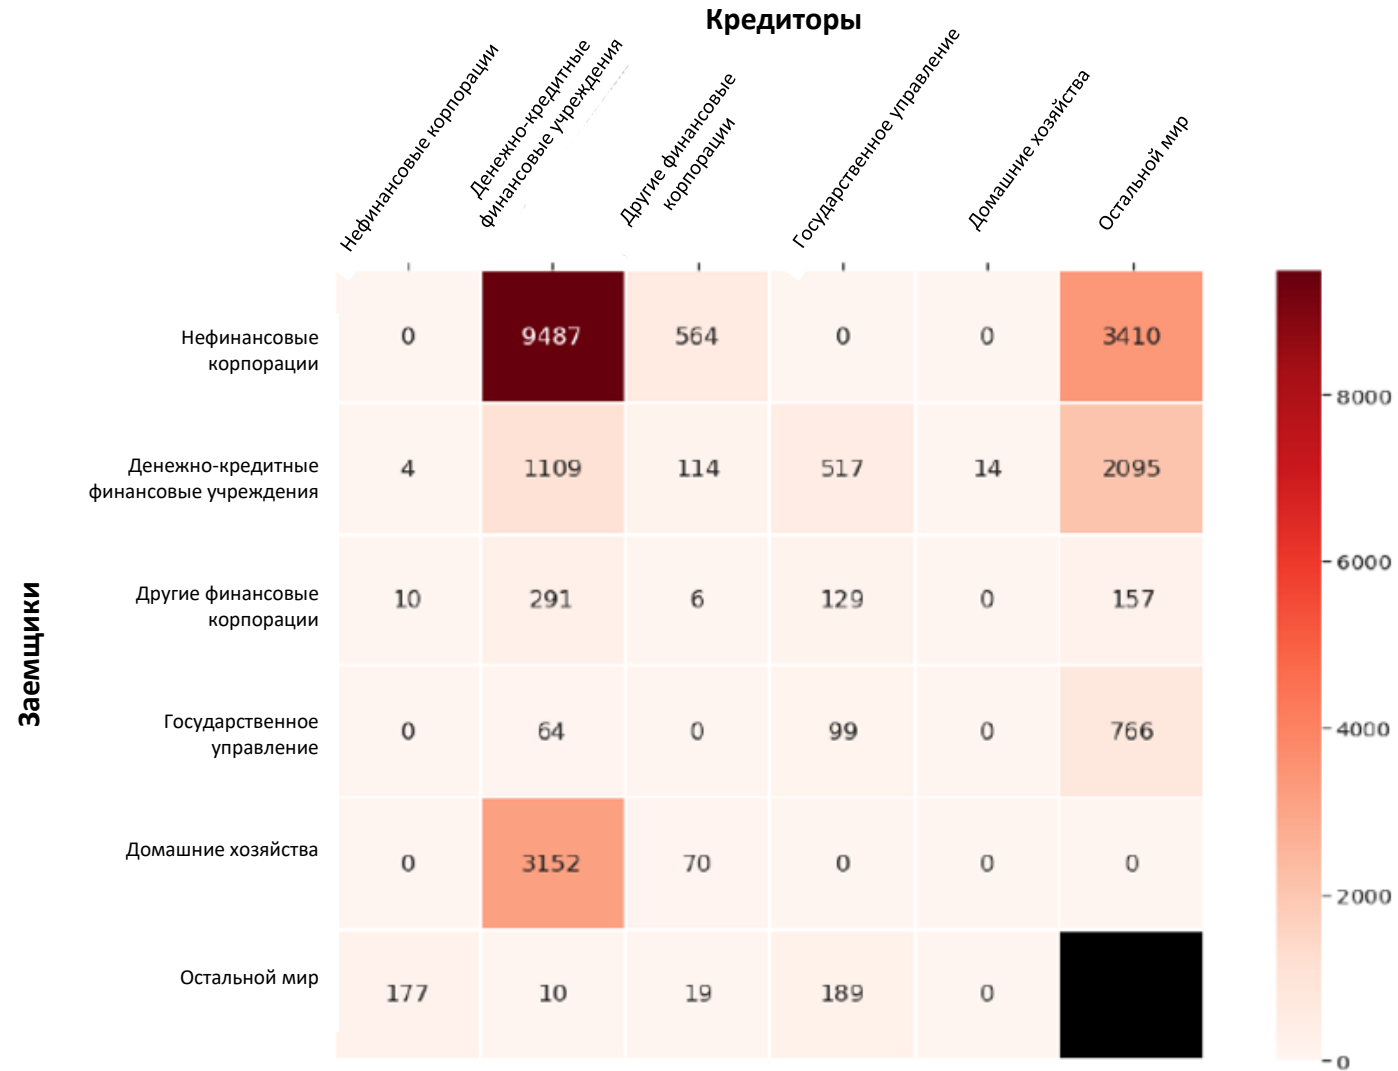 Кредиторы
Нефинансовые корпорации
Денежно-кредитные
финансовые учреждения
Другие финансовые
корпорации
Государственное управление
Домашние хозяйства
Остальной мир
Заемщики
Нефинансовые
корпорации
0 9487 564 0 0 3410
Денежно-кредитные
финансовые учреждения
4 1109 114 517 14 2095
Другие финансовые
корпорации
10 291 6 129 0 157
Государственное
управление
0 64 0 99 0 766
Домашние хозяйства
0 3152 70 0 0 0
Остальной мир
177 10 19 189 0
8000
6000
4000
2000
0